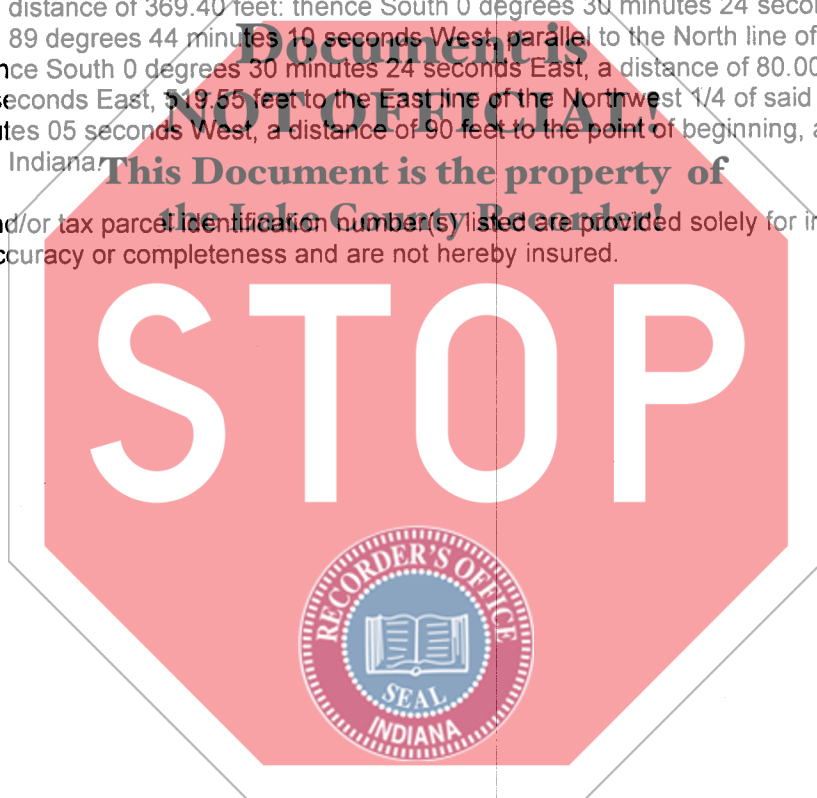 distance of 369.40 feet: thence South 0 degrees 30 minutes 24 secon
89 degrees 44 minutes 10 seconds West, parallel to the North line of
Document is
nce South 0 degrees 30 minutes 24 seconds East, a distance of 80.00
econds East, 519.55 feet to the East line of the Northwest 1/4 of said
NOT OFFICIAL!
tes 05 seconds West, a distance of 90 feet to the point of beginning, a
Indiana.
This Document is the property of
the Lake County Recorder!
d/or tax parcel identification number(s) listed are provided solely for in
ccuracy or completeness and are not hereby insured.
STOP
RECORDER'S OFFICE
SEAL
INDIANA